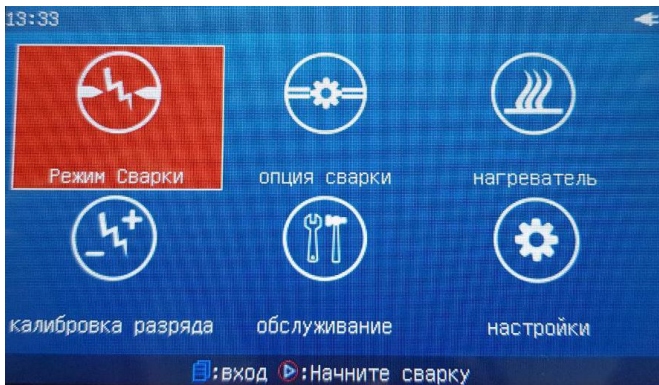 13:33
Режим Сварки
опция сварки
нагреватель
калибровка разряда
обслуживание
настройки
:вход :Начните сварку